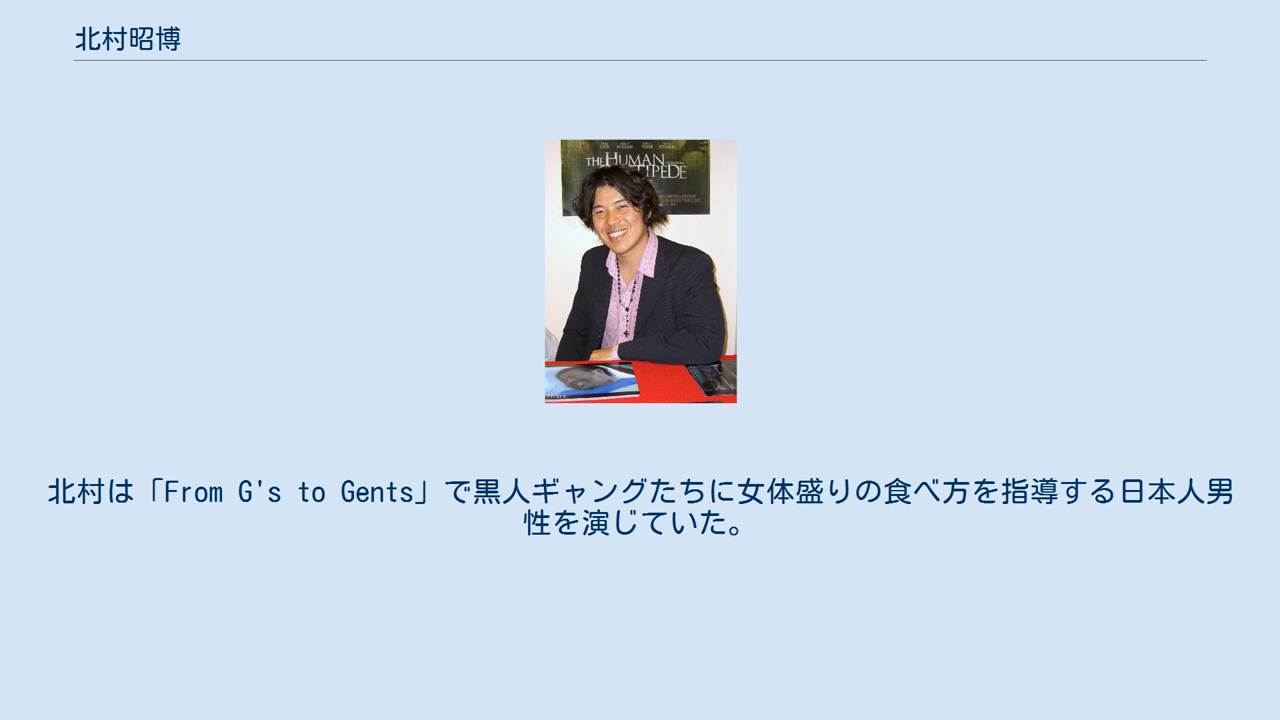 北村昭博
THE HUMAN
北村は「From G's to Gents」で黒人ギャングたちに女体盛りの食べ方を指導する日本人男
性を演じていた。